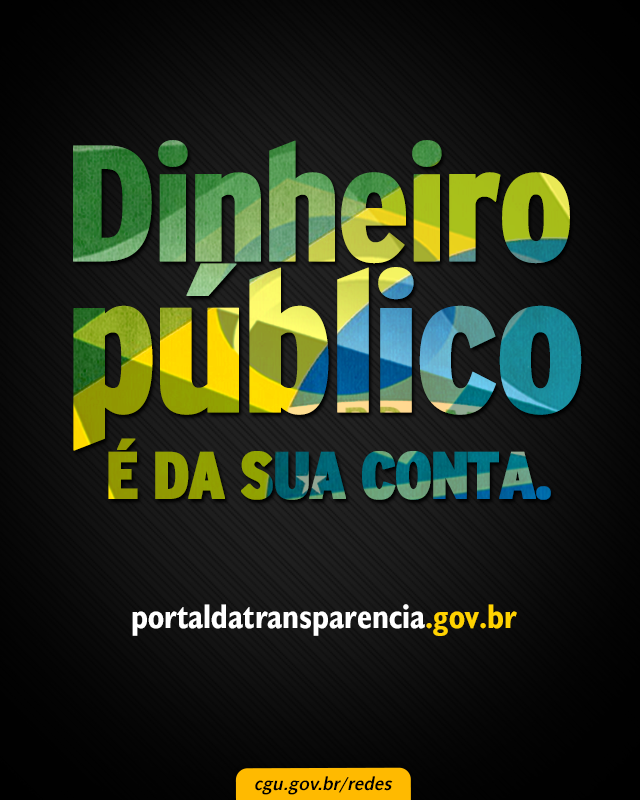 Dinheiro
público
É DA SUA CONTA.
portaldatransparencia.gov.br
cgu.gov.br/redes